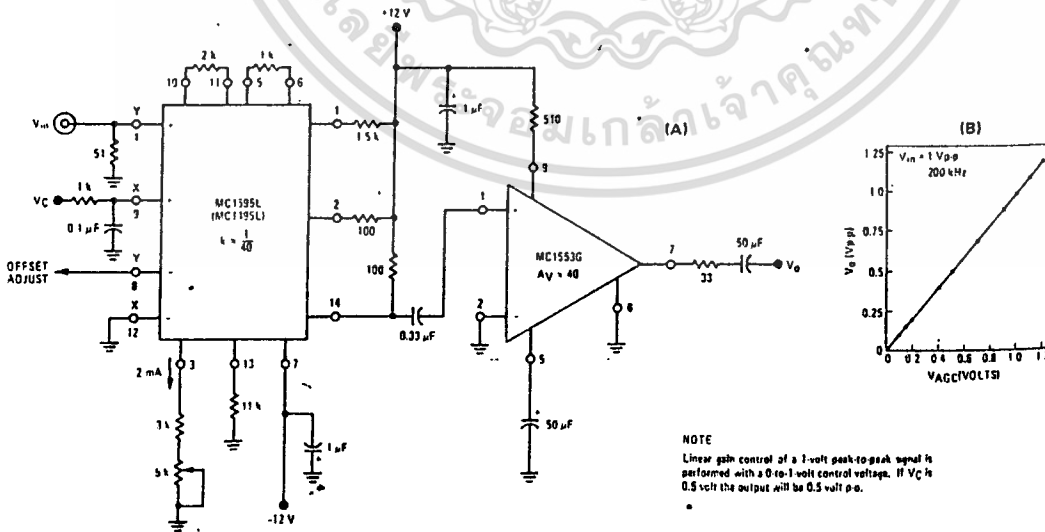 +12 V
2 k
1 k
10
11
5
6
Y
1
1 µF
510
(A)
(B)
1
1.5 k
51
V_C
1 k
X
9
0.1 µF
MC1595L
(MC1195L)
k = 1/40
2
100
100
9
1
MC1553G
AV = 40
7
33
50 µF
V_o
OFFSET
ADJUST
Y
8
X
12
14
0.33 µF
2
6
5
50 µF
2 mA
3
13
7
11 k
1 µF
5 k
-12 V
V_in = 1 Vp-p
200 kHz
V_o (Vp-p)
1.25
1.0
0.75
0.5
0.25
0
0
0.2
0.4
0.6
0.8
1.0
VAGC(VOLTS)
NOTE
Linear gain control of a 1-volt peak-to-peak signal is
performed with a 0-to-1-volt control voltage. If V_C is
0.5 volt the output will be 0.5 volt p-p.